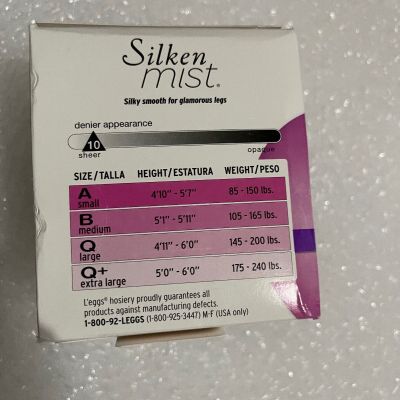 Silken
mist®
Silky smooth for glamorous legs
denier appearance
10
sheer opaque
SIZE/TALLA HEIGHT/ESTATURA WEIGHT/PESO
A small 4'10" - 5'7" 85 - 150 lbs.
B medium 5'1" - 5'11" 105 - 165 lbs.
Q large 4'11" - 6'0" 145 - 200 lbs.
Q+ extra large 5'0" - 6'0" 175 - 240 lbs.
L'eggs® hosiery proudly guarantees all
products against manufacturing defects.
1-800-92-LEGGS (1-800-925-3447) M-F (USA only)